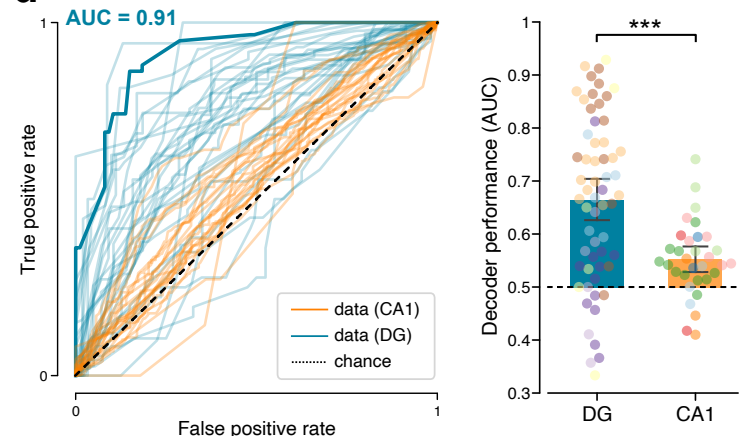 AUC = 0.91
1
0
True positive rate
data (CA1)
data (DG)
chance
0
1
False positive rate
***
1
0.9
0.8
0.7
0.6
0.5
0.4
0.3
Decoder performance (AUC)
DG
CA1